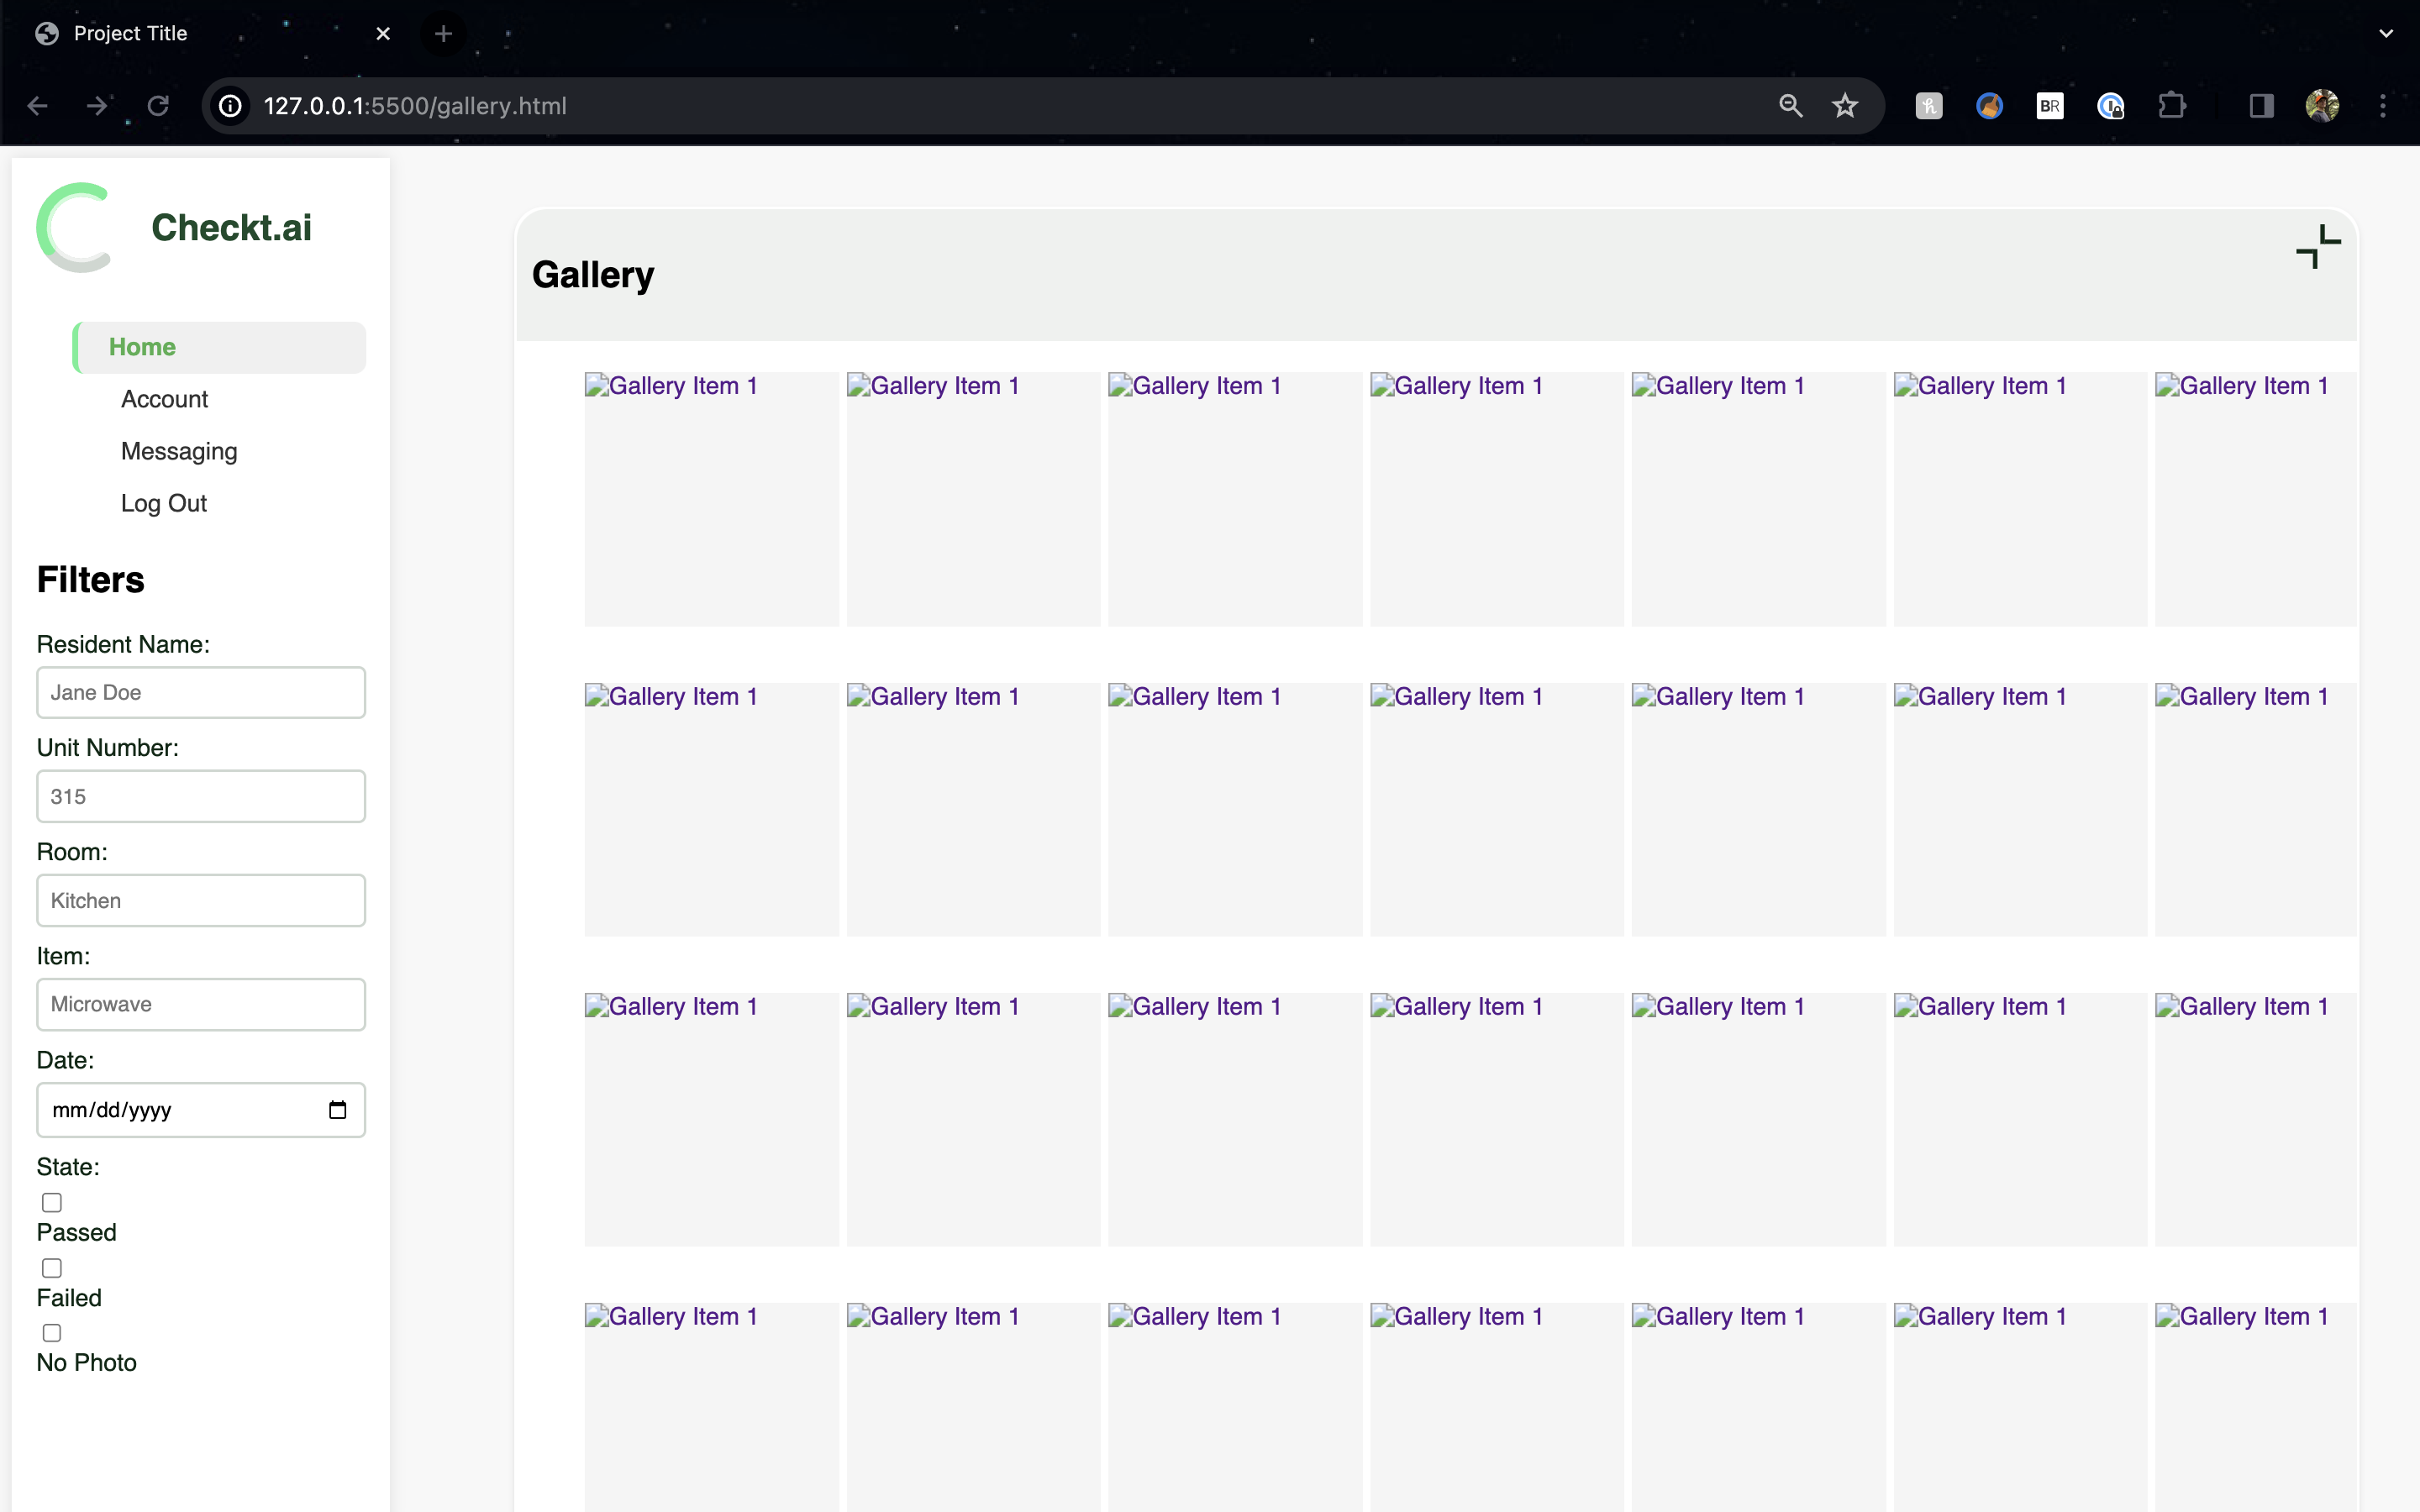 Project Title
127.0.0.1:5500/gallery.html
BR
Checkt.ai
Home
Account
Messaging
Log Out
Filters
Resident Name:
Jane Doe
Unit Number:
315
Room:
Kitchen
Item:
Microwave
Date:
mm/dd/yyyy
State:
Passed
Failed
No Photo
Gallery
Gallery Item 1 Gallery Item 1 Gallery Item 1 Gallery Item 1 Gallery Item 1 Gallery Item 1 Gallery Item 1
Gallery Item 1 Gallery Item 1 Gallery Item 1 Gallery Item 1 Gallery Item 1 Gallery Item 1 Gallery Item 1
Gallery Item 1 Gallery Item 1 Gallery Item 1 Gallery Item 1 Gallery Item 1 Gallery Item 1 Gallery Item 1
Gallery Item 1 Gallery Item 1 Gallery Item 1 Gallery Item 1 Gallery Item 1 Gallery Item 1 Gallery Item 1